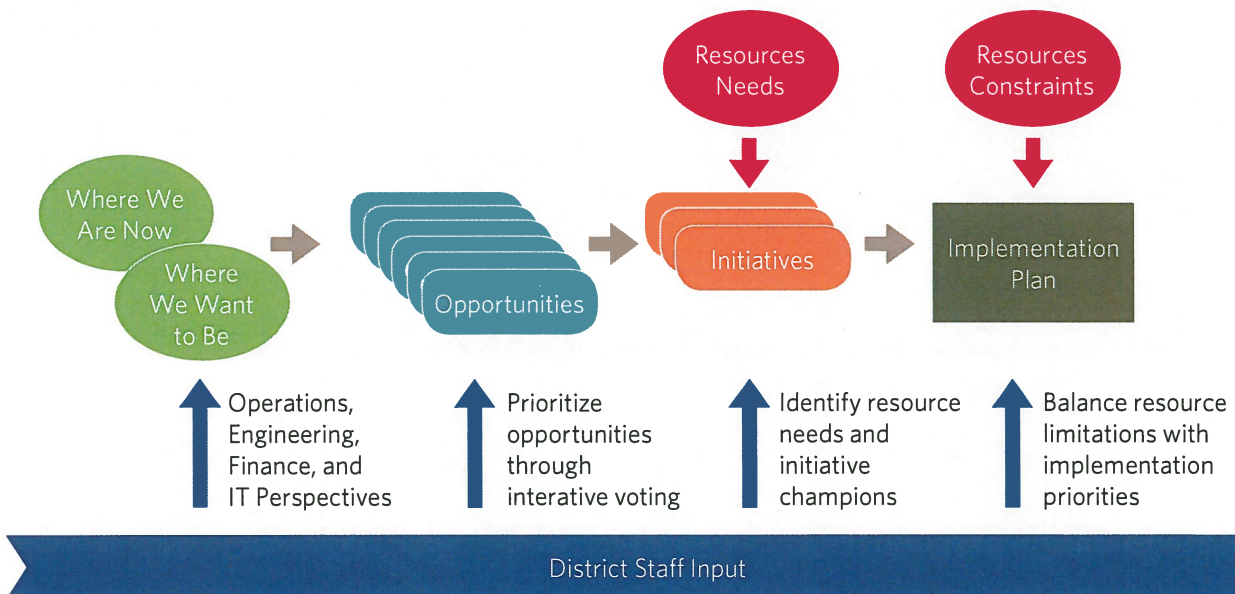 Resources
Needs
Resources
Constraints
Where We
Are Now
Where
We Want
to Be
Opportunities
Initiatives
Implementation
Plan
Operations,
Engineering,
Finance, and
IT Perspectives
Prioritize
opportunities
through
interative voting
Identify resource
needs and
initiative
champions
Balance resource
limitations with
implementation
priorities
District Staff Input